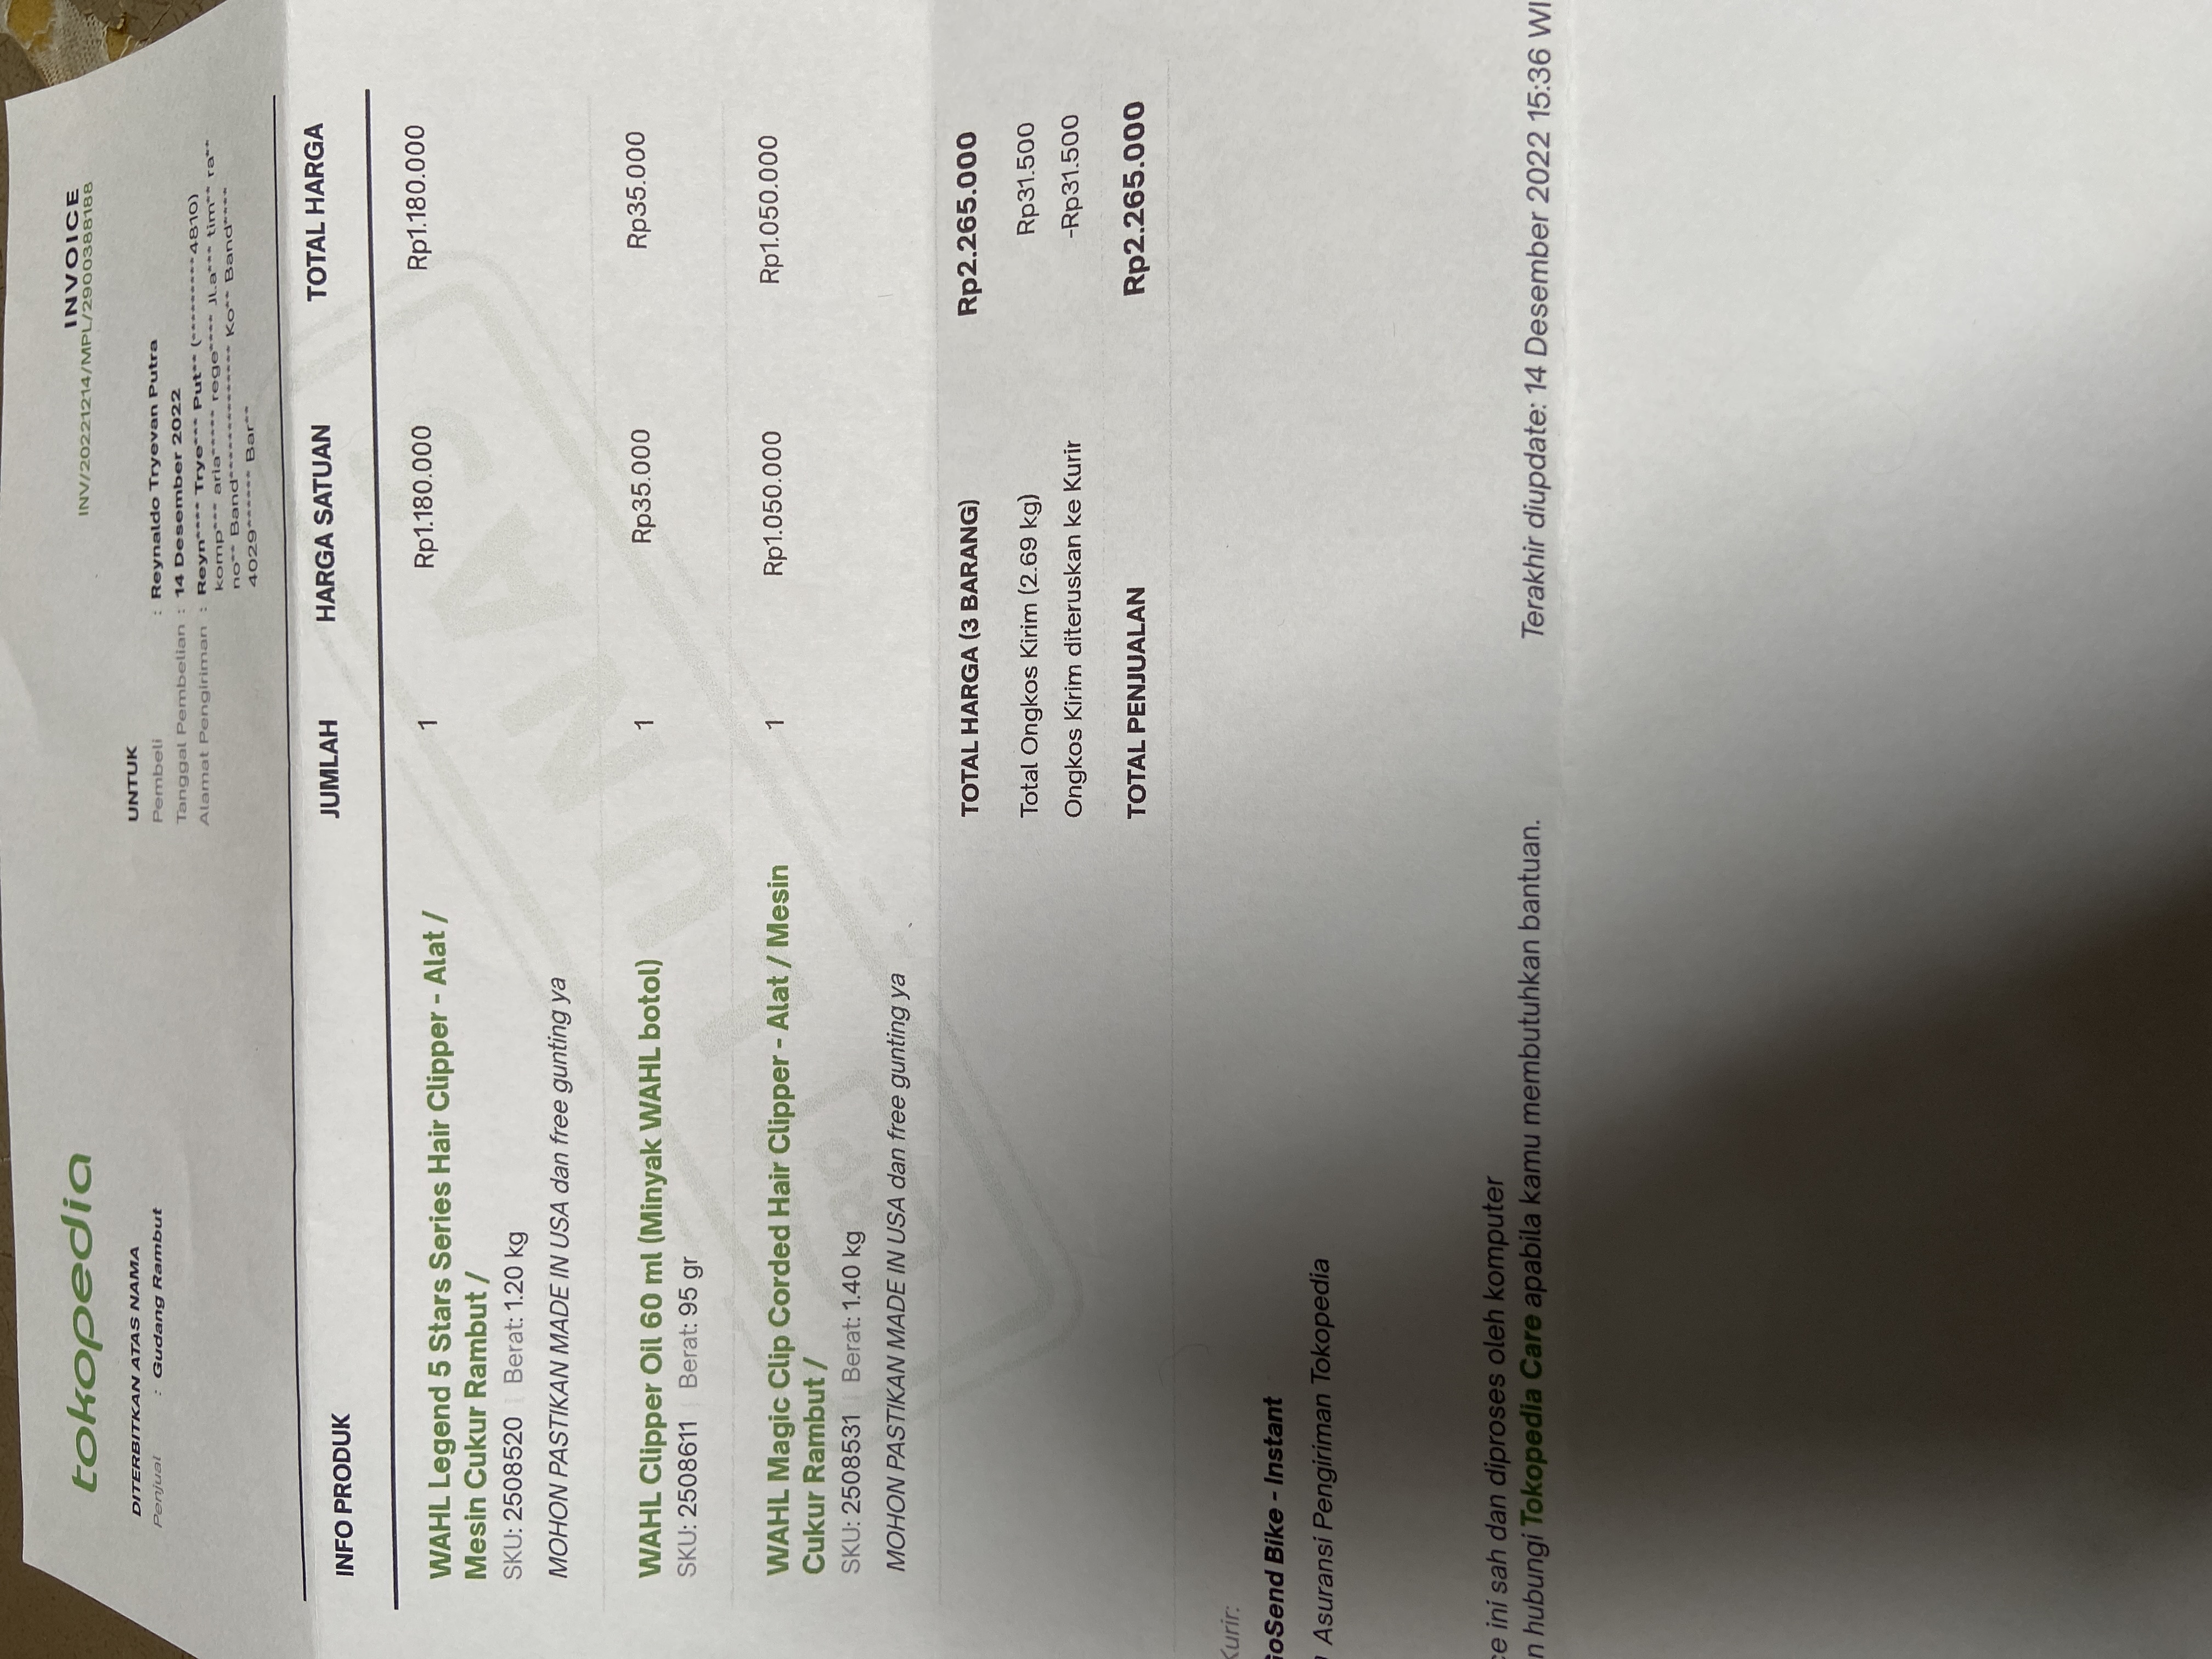 tokopedia
INVOICE
INV/20221214/MPL/2900388188
DITERBITKAN ATAS NAMA
Penjual : Gudang Rambut
UNTUK
Pembeli : Reynaldo Tryevan Putra
Tanggal Pembelian : 14 Desember 2022
Alamat Pengiriman : Reyn**** Trye*** Put** (*********4810)
komp*** aria***** rege**** Jl.a*** tim** ra**
no** Band************** Ko** Band****
4029****** Bar**
INFO PRODUK JUMLAH HARGA SATUAN TOTAL HARGA
WAHL Legend 5 Stars Series Hair Clipper - Alat / 1 Rp1.180.000 Rp1.180.000
Mesin Cukur Rambut /
SKU: 2508520 Berat: 1.20 kg
MOHON PASTIKAN MADE IN USA dan free gunting ya
WAHL Clipper Oil 60 ml (Minyak WAHL botol) 1 Rp35.000 Rp35.000
SKU: 2508611 Berat: 95 gr
WAHL Magic Clip Corded Hair Clipper - Alat / Mesin 1 Rp1.050.000 Rp1.050.000
Cukur Rambut /
SKU: 2508531 Berat: 1.40 kg
MOHON PASTIKAN MADE IN USA dan free gunting ya
LUNAS
TOTAL HARGA (3 BARANG) Rp2.265.000
Total Ongkos Kirim (2.69 kg) Rp31.500
Ongkos Kirim diteruskan ke Kurir -Rp31.500
TOTAL PENJUALAN Rp2.265.000
Kurir:
GoSend Bike - Instant
Asuransi Pengiriman Tokopedia
ce ini sah dan diproses oleh komputer
n hubungi Tokopedia Care apabila kamu membutuhkan bantuan.
Terakhir diupdate: 14 Desember 2022 15:36 WI